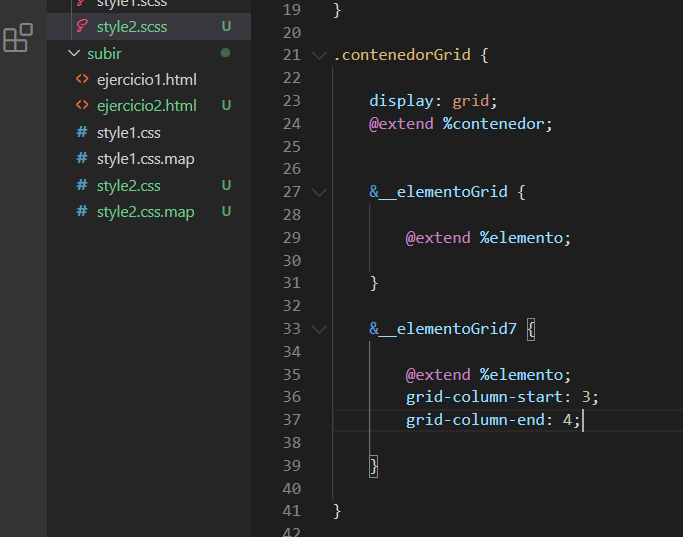 style1.scss
style2.scss U
subir
ejercicio1.html
ejercicio2.html U
style1.css
style1.css.map
style2.css U
style2.css.map U
19 }
20
21 .contenedorGrid {
22
23 display: grid;
24 @extend %contenedor;
25
26
27 &__elementoGrid {
28
29 @extend %elemento;
30
31 }
32
33 &__elementoGrid7 {
34
35 @extend %elemento;
36 grid-column-start: 3;
37 grid-column-end: 4;
38
39 }
40
41 }
42